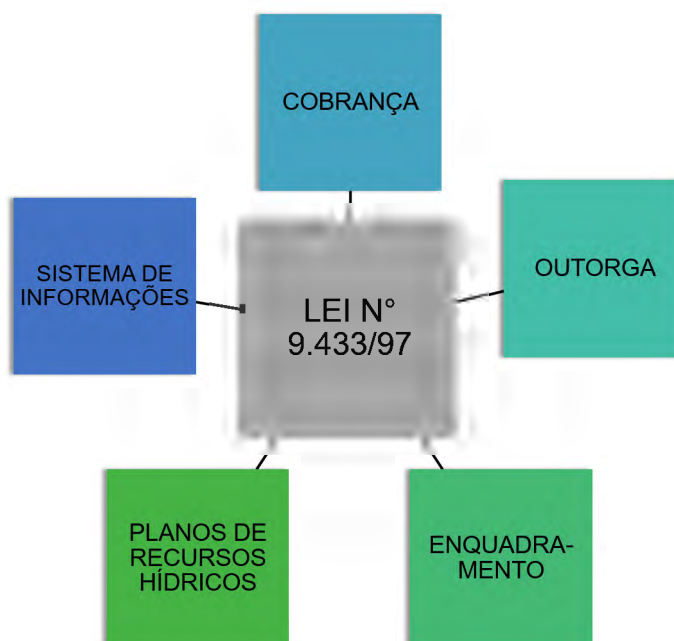 COBRANÇA
OUTORGA
SISTEMA DE
INFORMAÇÕES
LEI N°
9.433/97
PLANOS DE
RECURSOS
HÍDRICOS
ENQUADRA-
MENTO